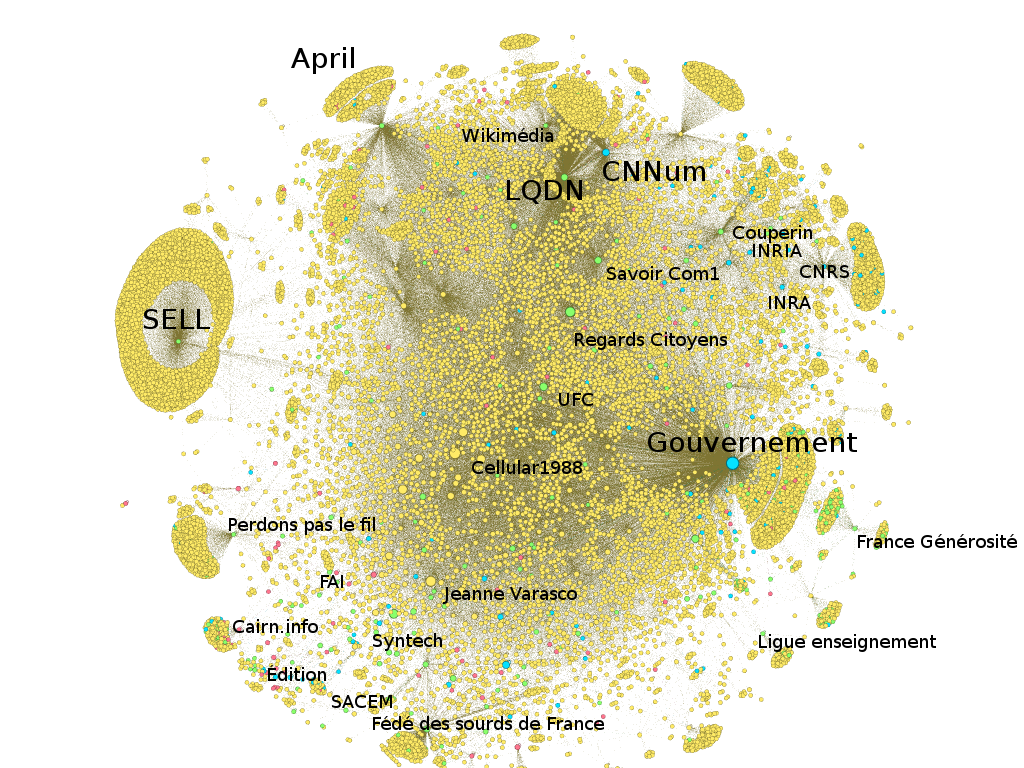 April
Wikimédia
CNNum
LQDN
Couperin
INRIA
Savoir Com1
CNRS
INRA
SELL
Regards Citoyens
UFC
Gouvernement
Cellular1988
Perdons pas le fil
France Générosité
FAI
Jeanne Varasco
Cairn.info
Syntech
Ligue enseignement
Edition
SACEM
Fédé des sourds de France